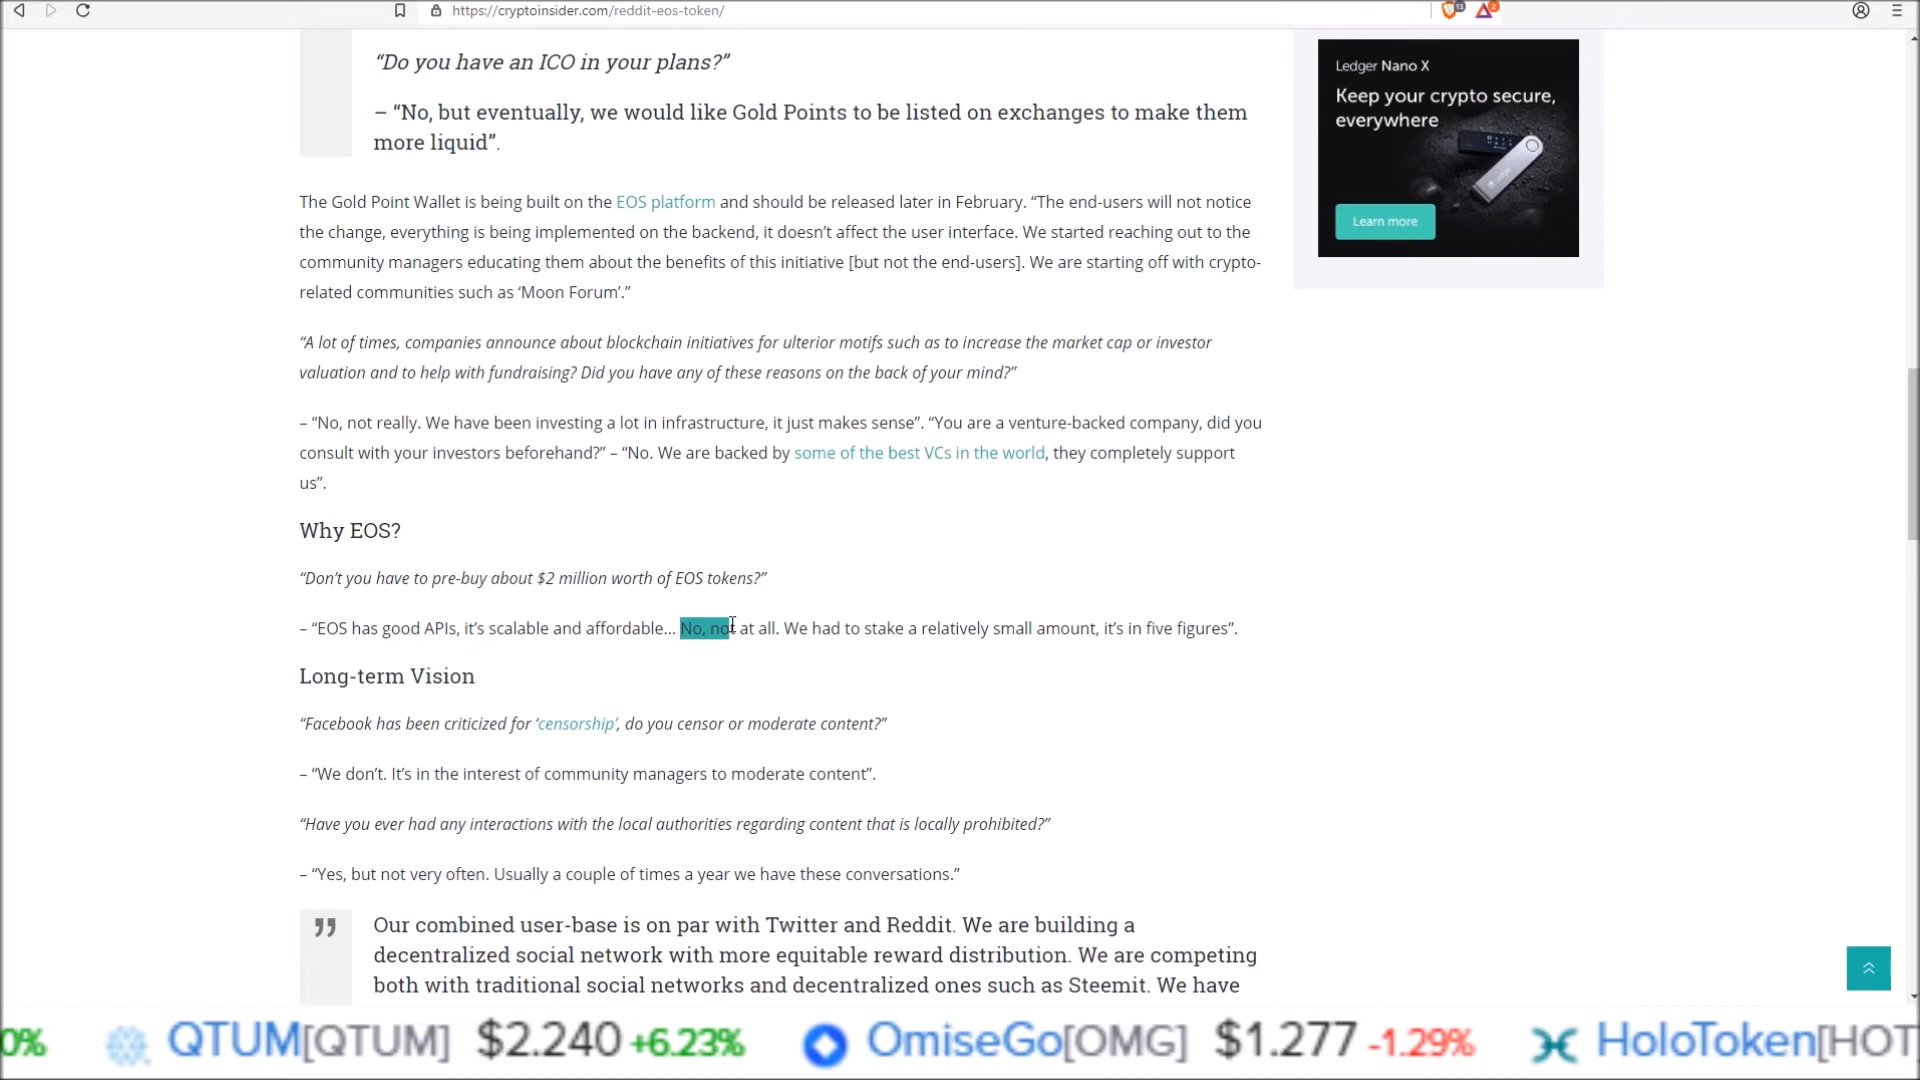 https://cryptoinsider.com/reddit-eos-token/
13
2
“Do you have an ICO in your plans?”
– “No, but eventually, we would like Gold Points to be listed on exchanges to make them
more liquid”.
Ledger Nano X
Keep your crypto secure,
everywhere
Learn more
The Gold Point Wallet is being built on the EOS platform and should be released later in February. “The end-users will not notice
the change, everything is being implemented on the backend, it doesn’t affect the user interface. We started reaching out to the
community managers educating them about the benefits of this initiative [but not the end-users]. We are starting off with crypto-
related communities such as ‘Moon Forum’.”
“A lot of times, companies announce about blockchain initiatives for ulterior motifs such as to increase the market cap or investor
valuation and to help with fundraising? Did you have any of these reasons on the back of your mind?”
– “No, not really. We have been investing a lot in infrastructure, it just makes sense”. “You are a venture-backed company, did you
consult with your investors beforehand?” – “No. We are backed by some of the best VCs in the world, they completely support
us”.
Why EOS?
“Don’t you have to pre-buy about $2 million worth of EOS tokens?”
– “EOS has good APIs, it’s scalable and affordable… No, not at all. We had to stake a relatively small amount, it’s in five figures”.
Long-term Vision
“Facebook has been criticized for ‘censorship’, do you censor or moderate content?”
– “We don’t. It’s in the interest of community managers to moderate content”.
“Have you ever had any interactions with the local authorities regarding content that is locally prohibited?”
– “Yes, but not very often. Usually a couple of times a year we have these conversations.”
Our combined user-base is on par with Twitter and Reddit. We are building a
decentralized social network with more equitable reward distribution. We are competing
both with traditional social networks and decentralized ones such as Steemit. We have
0% QTUM[QTUM] $2.240 +6.23% OmiseGo[OMG] $1.277 -1.29% HoloToken[HOT